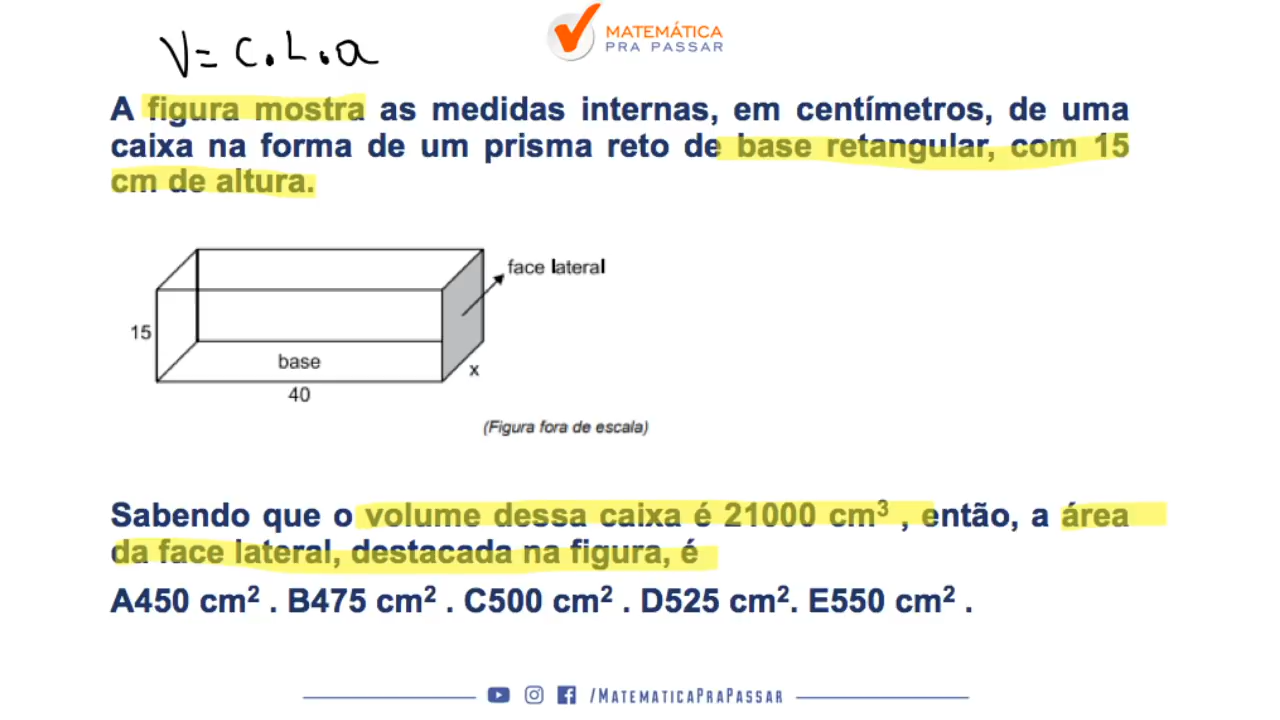 V= C.L.a
MATEMÁTICA
PRA PASSAR
A figura mostra as medidas internas, em centímetros, de uma
caixa na forma de um prisma reto de base retangular, com 15
cm de altura.
face lateral
15
base
x
40
(Figura fora de escala)
Sabendo que o volume dessa caixa é 21000 cm³ , então, a área
da face lateral, destacada na figura, é
A450 cm² . B475 cm² . C500 cm² . D525 cm². E550 cm² .
/MATEMATICAPRAPASSAR